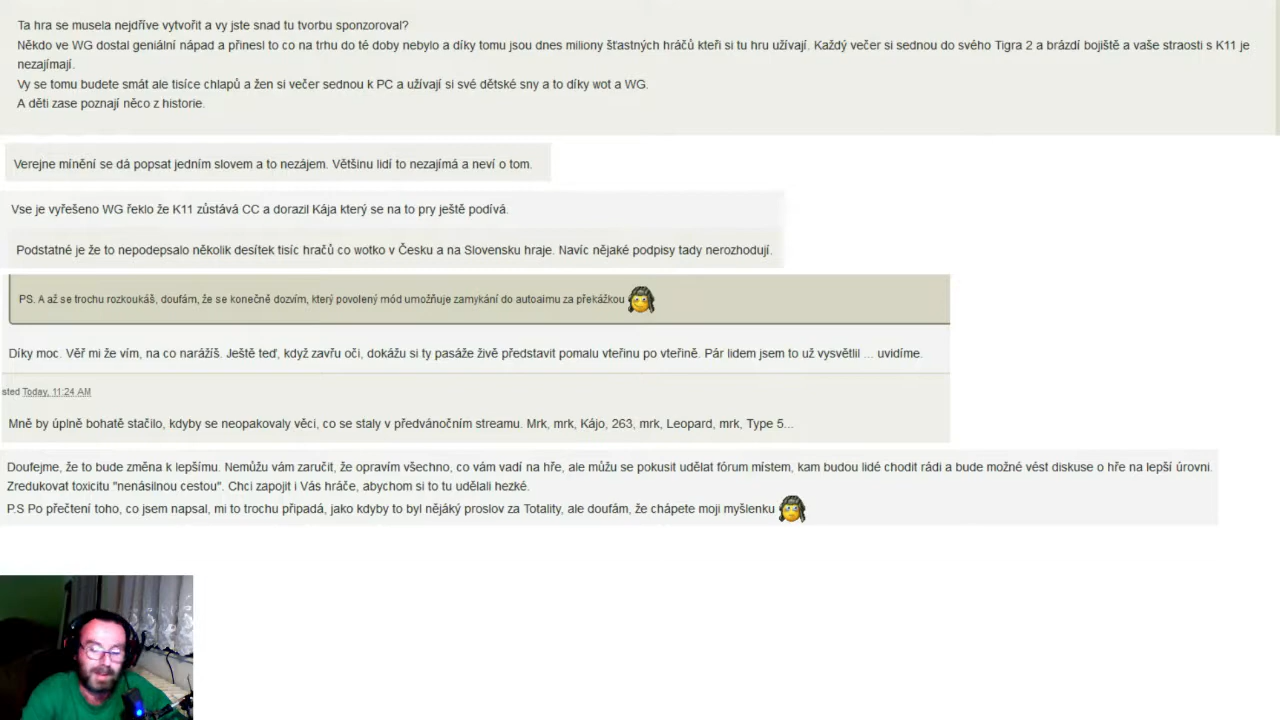 Ta hra se musela nejdříve vytvořit a vy jste snad tu tvorbu sponzoroval?
Někdo ve WG dostal geniální nápad a přinesl to co na trhu do té doby nebylo a díky tomu jsou dnes miliony šťastných hráčů kteři si tu hru užívají. Každý večer si sednou do svého Tigra 2 a brázdí bojiště a vaše straosti s K11 je
nezajímají.
Vy se tomu budete smát ale tisíce chlapů a žen si večer sednou k PC a užívají si své dětské sny a to díky wot a WG.
A děti zase poznají něco z historie.
Verejne mínění se dá popsat jedním slovem a to nezájem. Většinu lidí to nezajímá a neví o tom.
Vse je vyřešeno WG řeklo že K11 zůstává CC a dorazil Kája který se na to pry ještě podívá.
Podstatné je že to nepodepsalo několik desítek tisíc hračů co wotko v Česku a na Slovensku hraje. Navíc nějaké podpisy tady nerozhodují.
PS. A až se trochu rozkoukáš, doufám, že se konečně dozvím, který povolený mód umožňuje zamykání do autoaimu za překážkou
Díky moc. Věř mi že vím, na co narážíš. Ještě teď, když zavřu oči, dokážu si ty pasáže živě představit pomalu vteřinu po vteřině. Pár lidem jsem to už vysvětlil ... uvidíme.
sted Today, 11:24 AM
Mně by úplně bohatě stačilo, kdyby se neopakovaly věci, co se staly v předvánočním streamu. Mrk, mrk, Kájo, 263, mrk, Leopard, mrk, Type 5...
Doufejme, že to bude změna k lepšímu. Nemůžu vám zaručit, že opravím všechno, co vám vadí na hře, ale můžu se pokusit udělat fórum místem, kam budou lidé chodit rádi a bude možné vést diskuse o hře na lepší úrovni.
Zredukovat toxicitu "nenásilnou cestou". Chci zapojit i Vás hráče, abychom si to tu udělali hezké.
P.S Po přečtení toho, co jsem napsal, mi to trochu připadá, jako kdyby to byl nějáký proslov za Totality, ale doufám, že chápete moji myšlenku